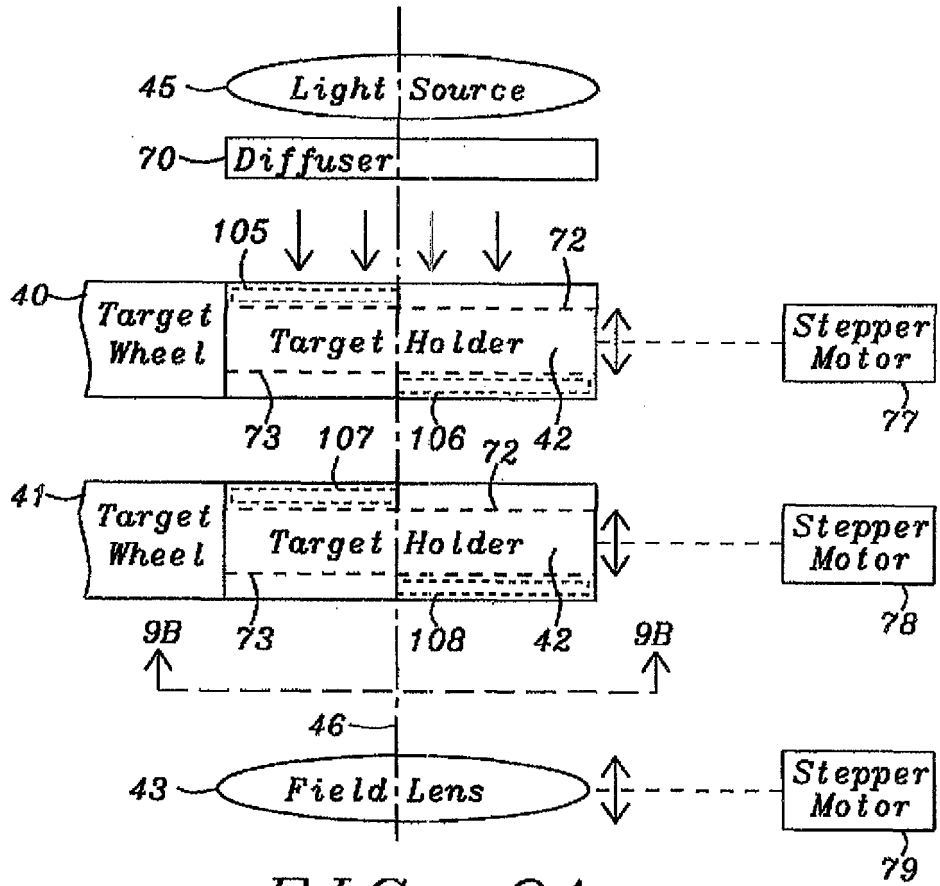 45
Light Source
70
Diffuser
105
72
40
Target
Wheel
Target Holder
Stepper
Motor
73
107
106
72
42
77
41
Target
Wheel
Target Holder
Stepper
Motor
73
108
42
78
9B
9B
46
43
Field Lens
Stepper
Motor
79